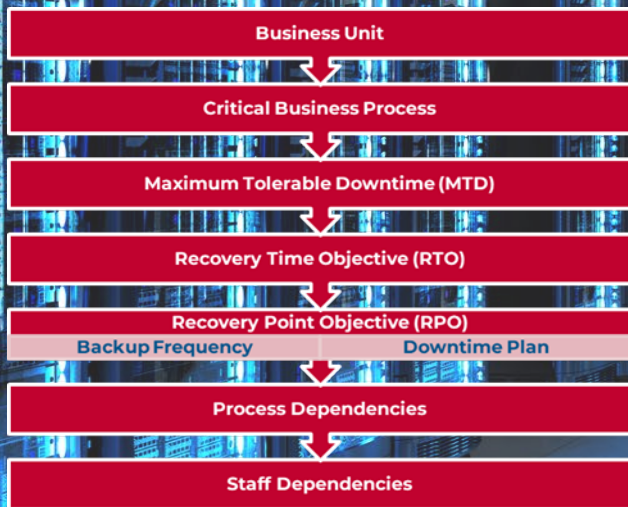 Business Unit
Critical Business Process
Maximum Tolerable Downtime (MTD)
Recovery Time Objective (RTO)
Recovery Point Objective (RPO)
Backup Frequency Downtime Plan
Process Dependencies
Staff Dependencies